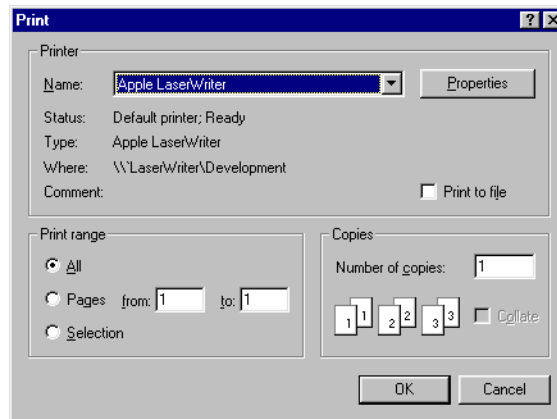 Print
Printer
Name: Apple LaserWriter Properties
Status: Default printer; Ready
Type: Apple LaserWriter
Where: \\`LaserWriter\Development
Comment: Print to file
Print range
All
Pages from: 1 to: 1
Selection
Copies
Number of copies: 1
1 1 2 2 3 3 Collate
OK Cancel